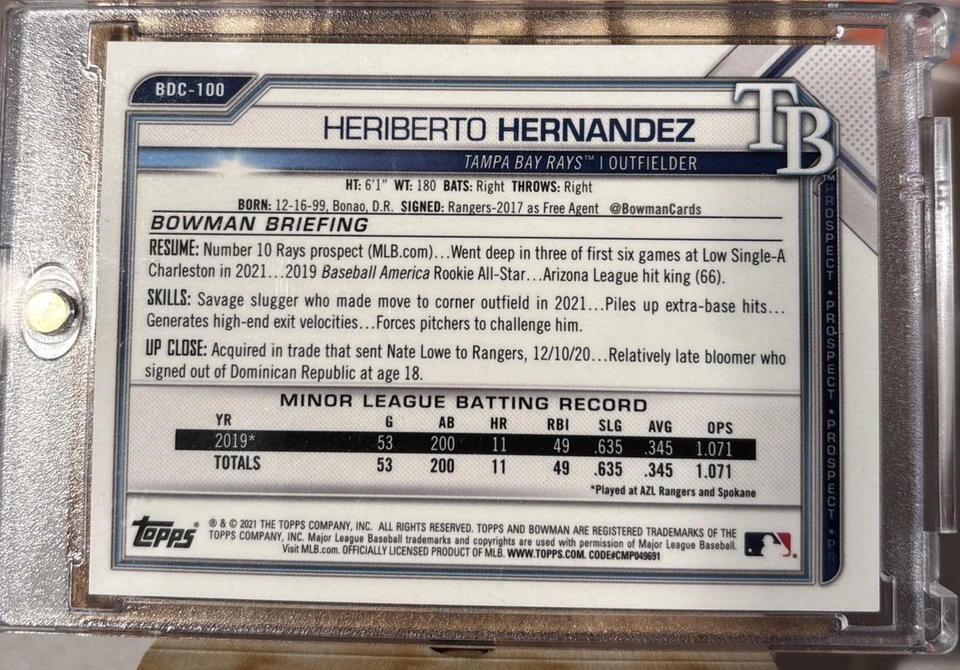 BDC-100
TB
HERIBERTO HERNANDEZ
TAMPA BAY RAYS™ | OUTFIELDER
TM
HT: 6'1" WT: 180 BATS: Right THROWS: Right
BORN: 12-16-99, Bonao, D.R. SIGNED: Rangers-2017 as Free Agent @BowmanCards
BOWMAN BRIEFING
RESUME: Number 10 Rays prospect (MLB.com)...Went deep in three of first six games at Low Single-A
Charleston in 2021...2019 Baseball America Rookie All-Star...Arizona League hit king (66).
SKILLS: Savage slugger who made move to corner outfield in 2021...Piles up extra-base hits...
Generates high-end exit velocities...Forces pitchers to challenge him.
UP CLOSE: Acquired in trade that sent Nate Lowe to Rangers, 12/10/20...Relatively late bloomer who
signed out of Dominican Republic at age 18.
MINOR LEAGUE BATTING RECORD
YR G AB HR RBI SLG AVG OPS
2019* 53 200 11 49 .635 .345 1.071
TOTALS 53 200 11 49 .635 .345 1.071
*Played at AZL Rangers and Spokane
Topps
® & © 2021 THE TOPPS COMPANY, INC. ALL RIGHTS RESERVED. TOPPS AND BOWMAN ARE REGISTERED TRADEMARKS OF THE
TOPPS COMPANY, INC. Major League Baseball trademarks and copyrights are used with permission of Major League Baseball.
Visit MLB.com. OFFICIALLY LICENSED PRODUCT OF MLB. WWW.TOPPS.COM. CODE#CMP049691
PROSPECT • PROSPECT • PROSPECT • PR